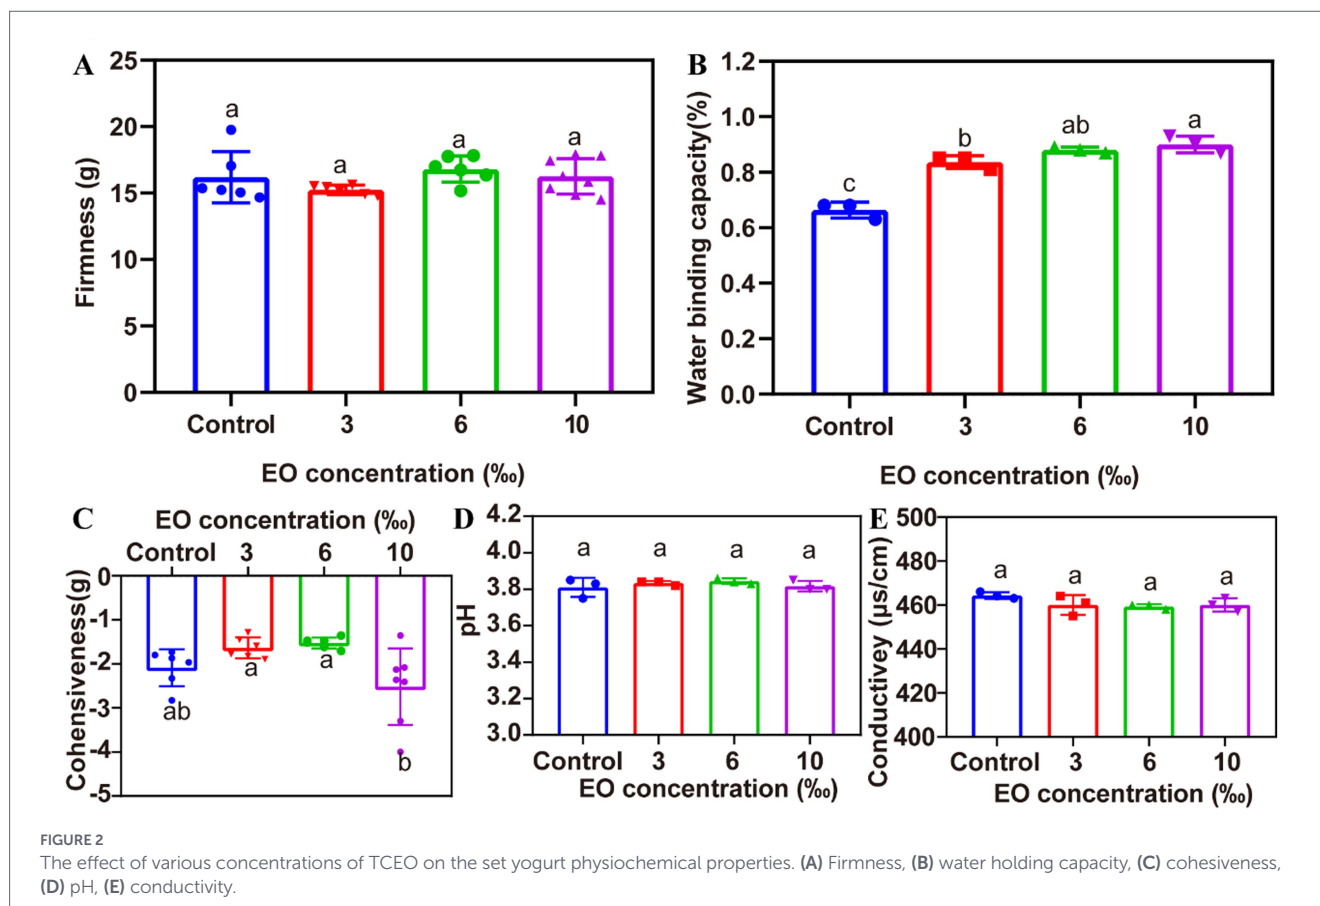 A
Firmness (g)
25
20
15
10
5
0
a
a
a
a
Control 3 6 10
EO concentration (‰)
B
Water binding capacity(%)
1.2
1.0
0.8
0.6
0.4
0.2
0.0
c
b
ab
a
Control 3 6 10
EO concentration (‰)
C
EO concentration (‰)
Control 3 6 10
Cohensiveness(g)
0
-1
-2
-3
-4
-5
ab
a
a
b
D
pH
4.2
4.0
3.8
3.6
3.4
3.2
3.0
a
a
a
a
Control 3 6 10
EO concentration (‰)
E
Conductivey (μs/cm)
500
480
460
440
420
400
a
a
a
a
Control 3 6 10
EO concentration (‰)
FIGURE 2
The effect of various concentrations of TCEO on the set yogurt physiochemical properties. (A) Firmness, (B) water holding capacity, (C) cohesiveness,
(D) pH, (E) conductivity.